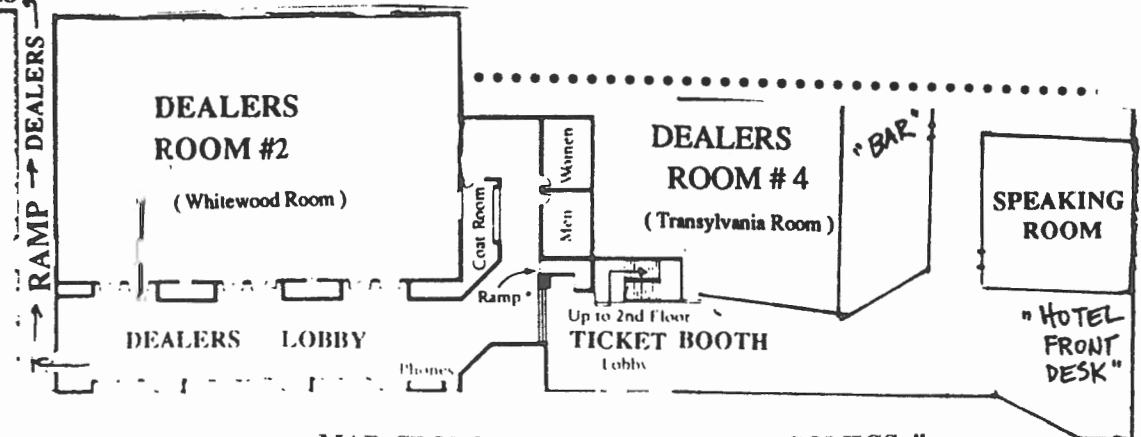 RAMP → DEALERS
DEALERS
ROOM #2
( Whitewood Room )
Coat Room
Women
Men
Ramp
DEALERS
ROOM # 4
( Transylvania Room )
"BAR"
SPEAKING
ROOM
"HOTEL
FRONT
DESK"
Up to 2nd Floor
TICKET BOOTH
Lobby
DEALERS LOBBY
Phones